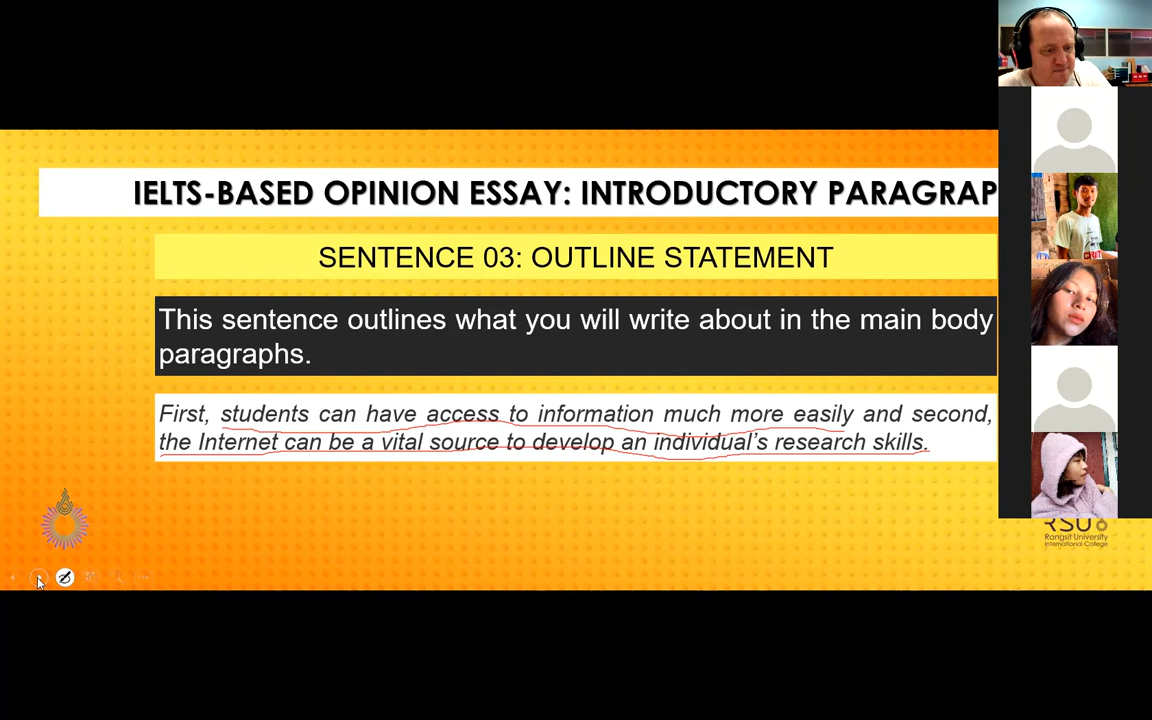 IELTS-BASED OPINION ESSAY: INTRODUCTORY PARAGRAP
SENTENCE 03: OUTLINE STATEMENT
This sentence outlines what you will write about in the main body
paragraphs.
First, students can have access to information much more easily and second,
the Internet can be a vital source to develop an individual's research skills.
RSU
Rangsit University
International College